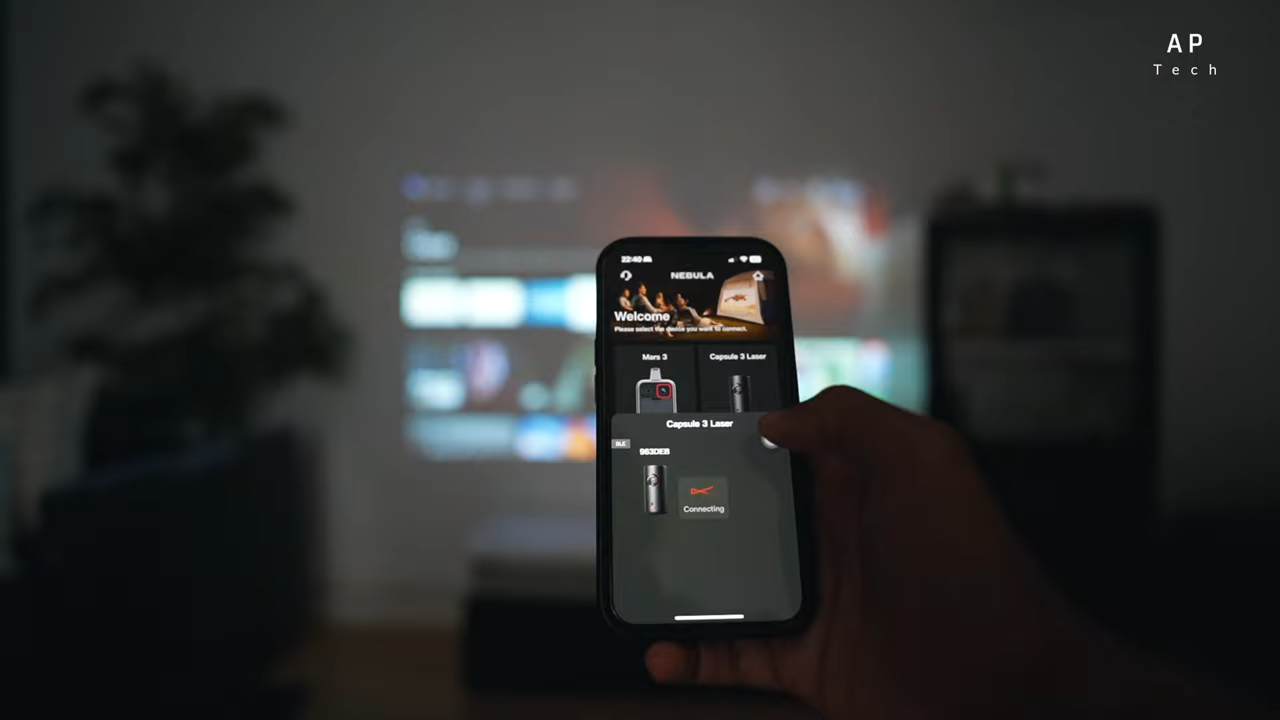 AP
Tech
22:40
NEBULA
Welcome
Please select the device you want to connect.
Mars 3
Capsule 3 Laser
Capsule 3 Laser
BLE
963DEB
Connecting